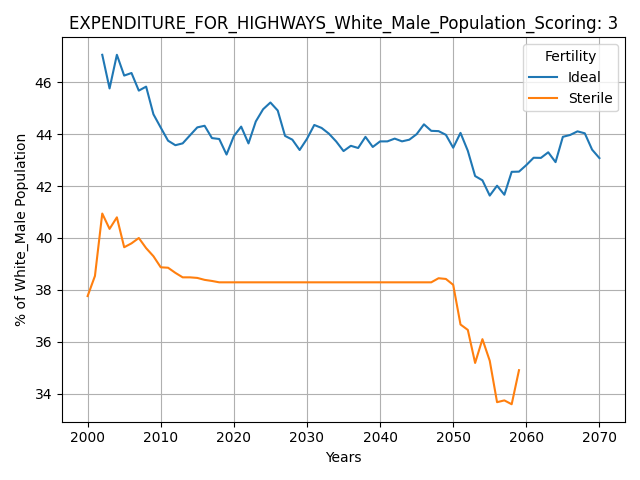 EXPENDITURE_FOR_HIGHWAYS_White_Male_Population_Scoring: 3
Fertility
Ideal
Sterile
% of White_Male Population
46
44
42
40
38
36
34
2000 2010 2020 2030 2040 2050 2060 2070
Years